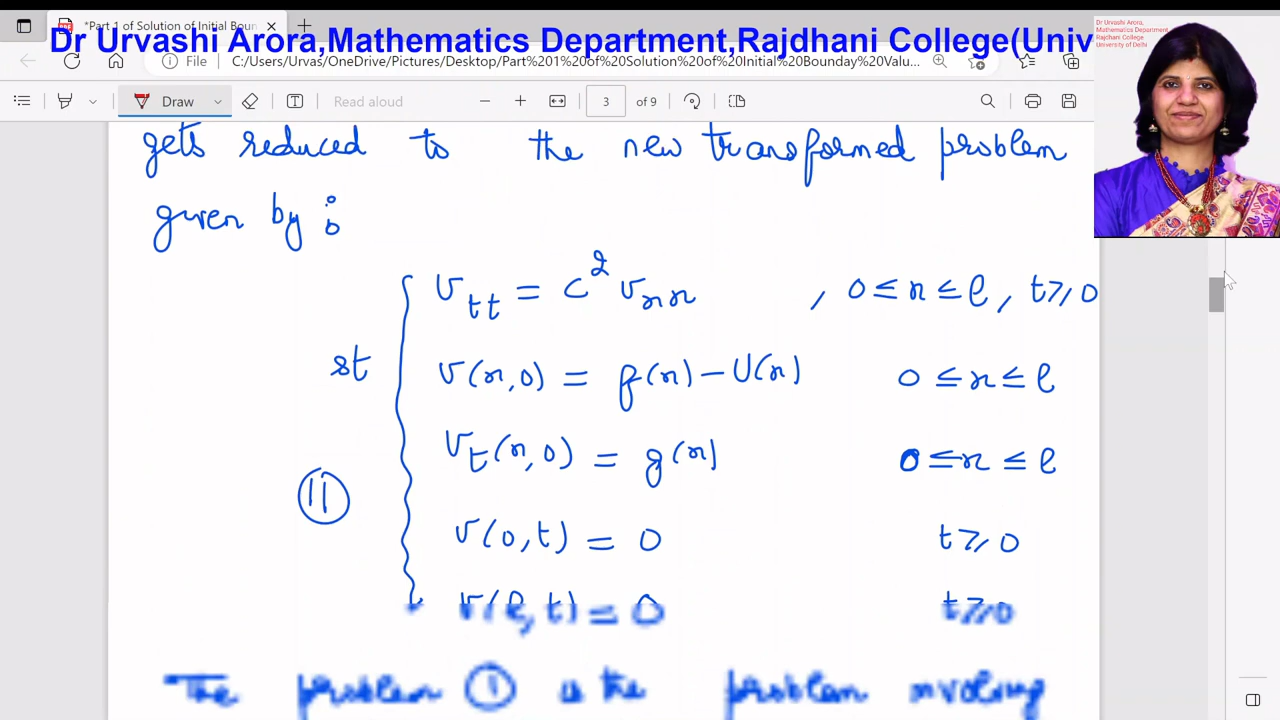 *Part 1 of Solution of Initial Boun
Dr Urvashi Arora,Mathematics Department,Rajdhani College(Univ
File C:/Users/Urvas/OneDrive/Pictures/Desktop/Part%201%20of%20Solution%20of%20Initial%20Bounday%20Valu...
Draw Read aloud 3 of 9
Dr Urvashi Arora,
Mathematics Department,
Rajdhani College
University of Delhi
gets reduced to the new transformed problem
given by :
v_tt = c² v_xx , 0 ≤ x ≤ l, t ≥ 0
st v(x,0) = f(x) – U(x) 0 ≤ x ≤ l
v_t(x,0) = g(x) 0 ≤ x ≤ l
(11)
v(0,t) = 0 t ≥ 0
v(l,t) = 0 t ≥ 0
The problem (1) is the problem involving